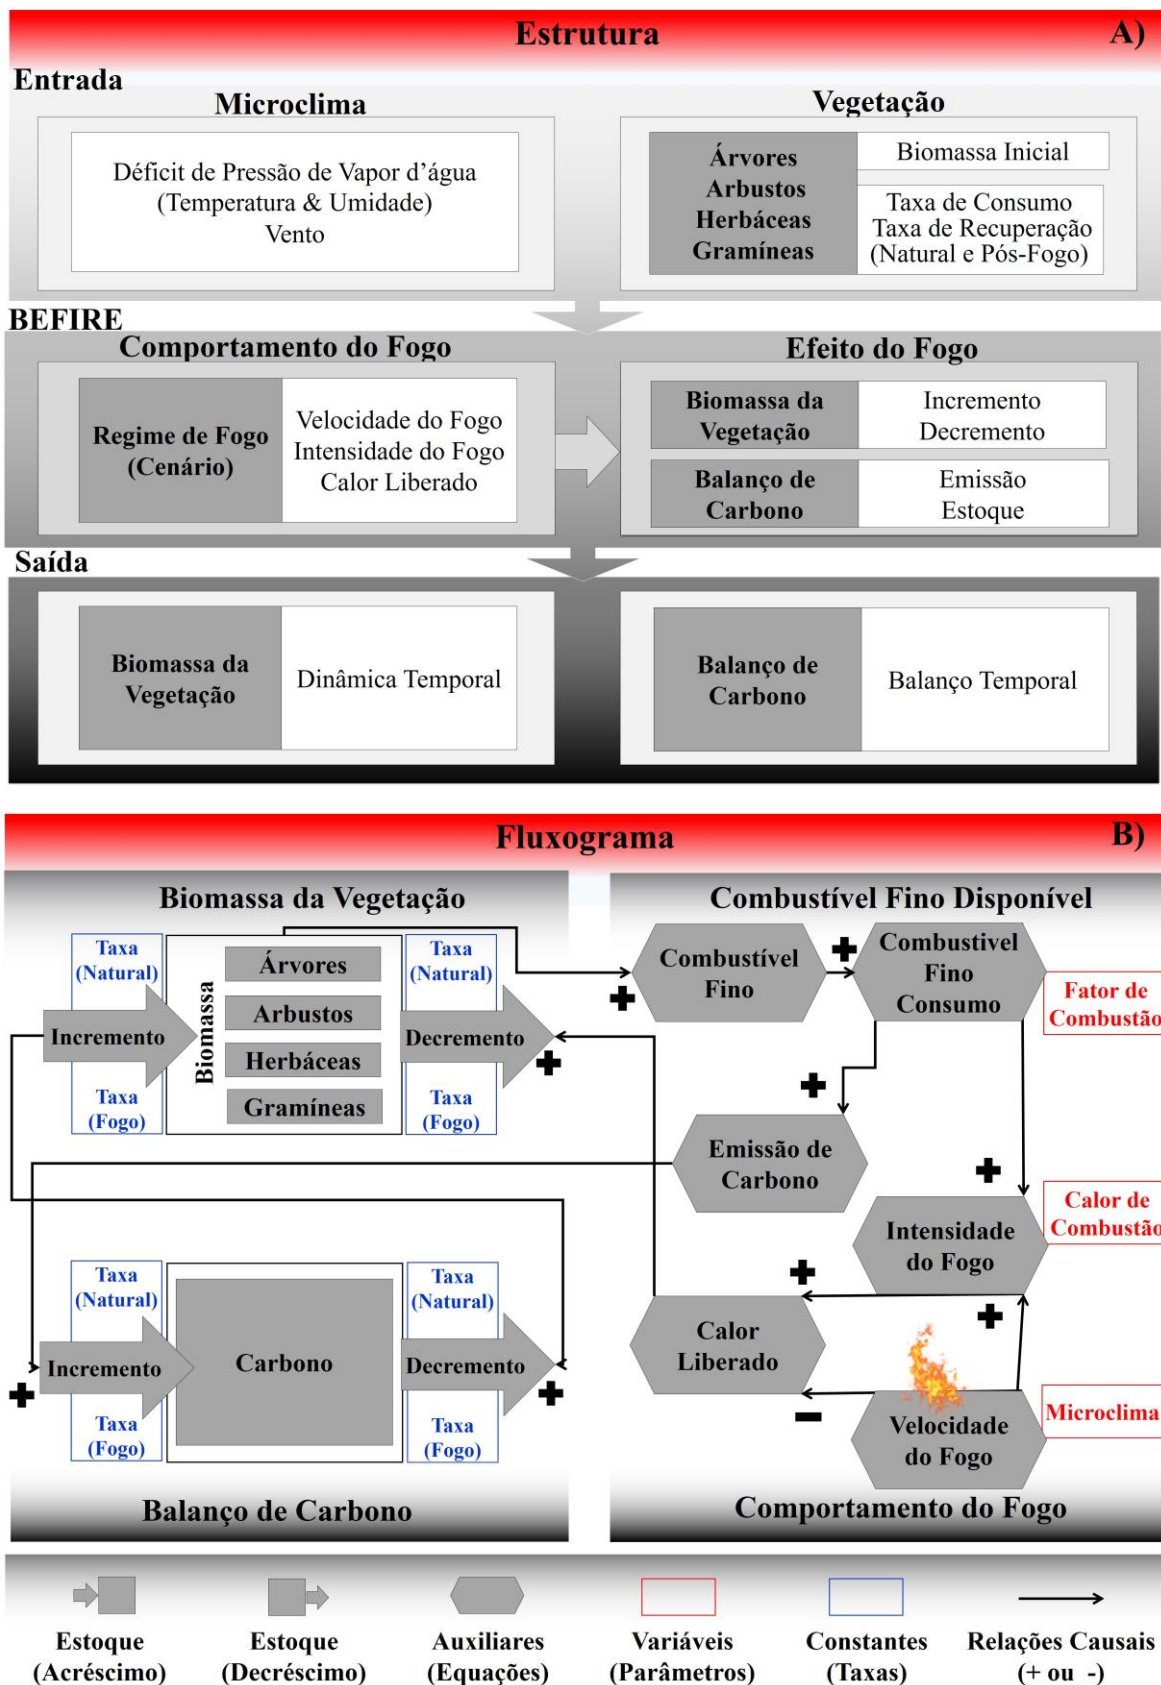 Estrutura
A)
Entrada
Microclima
Déficit de Pressão de Vapor d’água
(Temperatura & Umidade)
Vento
Vegetação
Árvores
Arbustos
Herbáceas
Gramíneas
Biomassa Inicial
Taxa de Consumo
Taxa de Recuperação
(Natural e Pós-Fogo)
BEFIRE
Comportamento do Fogo
Regime de Fogo
(Cenário)
Velocidade do Fogo
Intensidade do Fogo
Calor Liberado
Efeito do Fogo
Biomassa da
Vegetação
Incremento
Decremento
Balanço de
Carbono
Emissão
Estoque
Saída
Biomassa da
Vegetação
Dinâmica Temporal
Balanço de
Carbono
Balanço Temporal
Fluxograma
B)
Biomassa da Vegetação
Taxa
(Natural)
Incremento
Taxa
(Fogo)
Biomassa
Árvores
Arbustos
Herbáceas
Gramíneas
Taxa
(Natural)
Decremento
Taxa
(Fogo)
Combustível Fino Disponível
Combustível
Fino
Combustivel
Fino
Consumo
Fator de
Combustão
Emissão de
Carbono
Intensidade
do Fogo
Calor de
Combustão
Calor
Liberado
Velocidade
do Fogo
Microclima
Comportamento do Fogo
Taxa
(Natural)
Incremento
Taxa
(Fogo)
Carbono
Taxa
(Natural)
Decremento
Taxa
(Fogo)
Balanço de Carbono
Estoque
(Acréscimo)
Estoque
(Decréscimo)
Auxiliares
(Equações)
Variáveis
(Parâmetros)
Constantes
(Taxas)
Relações Causais
(+ ou -)